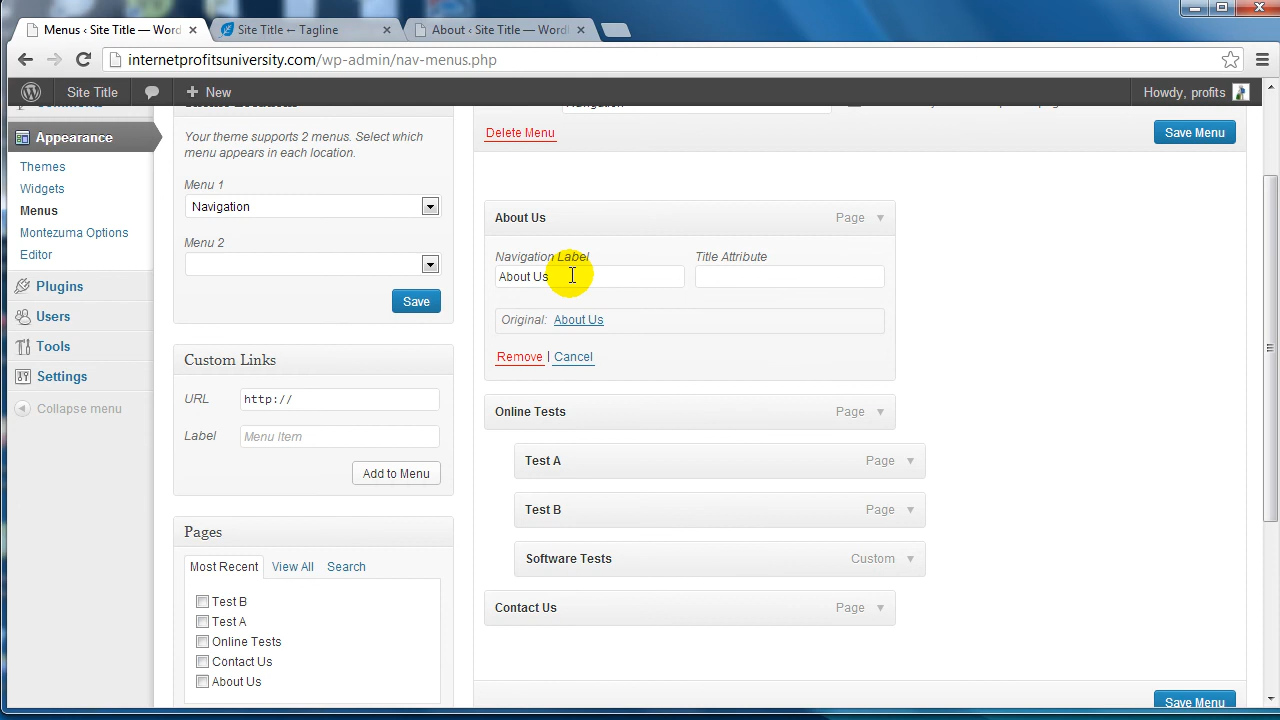 Menus ‹ Site Title — Word
Site Title ← Tagline
About ‹ Site Title — Word
internetprofitsuniversity.com/wp-admin/nav-menus.php
Site Title
New
Howdy, profits
Comments
Theme Locations
Navigation
Appearance
Themes
Widgets
Menus
Montezuma Options
Editor
Plugins
Users
Tools
Settings
Collapse menu
Your theme supports 2 menus. Select which
menu appears in each location.
Menu 1
Navigation
Menu 2
Save
Custom Links
URL
http://
Label
Menu Item
Add to Menu
Pages
Most Recent
View All
Search
Test B
Test A
Online Tests
Contact Us
About Us
Delete Menu
Save Menu
About Us
Page
Navigation Label
Title Attribute
About Us
Original: About Us
Remove | Cancel
Online Tests
Page
Test A
Page
Test B
Page
Software Tests
Custom
Contact Us
Page
Save Menu